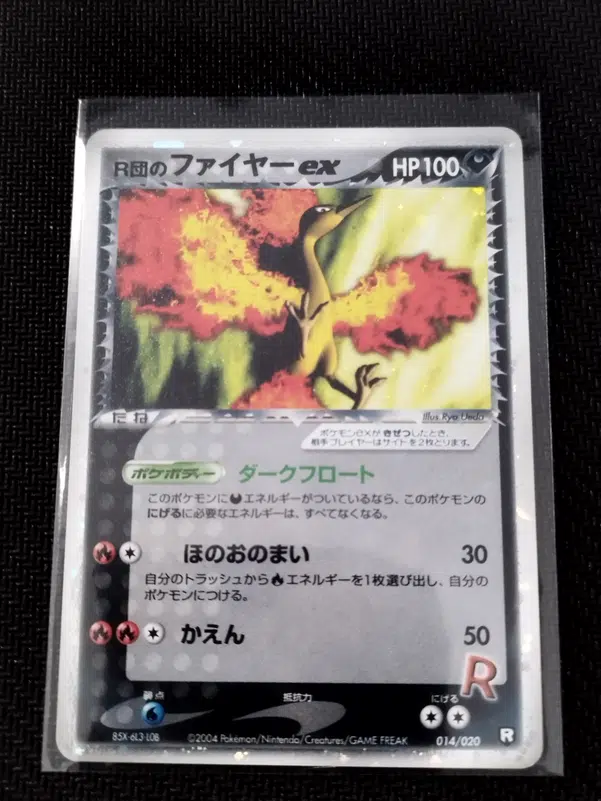 R団のファイヤーex HP100
たね
Illus Ryo Ueda
ポケモンexがきぜつしたとき、
相手プレイヤーはサイドを2枚とります。
ポケボディー ダークフロート
このポケモンにエネルギーがついているなら、このポケモンの
にげるに必要なエネルギーは、すべてなくなる。
ほのおのまい 30
自分のトラッシュからエネルギーを1枚選び出し、自分の
ポケモンにつける。
かえん 50
R
弱点 抵抗力 にげる
85X-6L3-L0B ©2004 Pokémon/Nintendo/Creatures/GAME FREAK 014/020 R